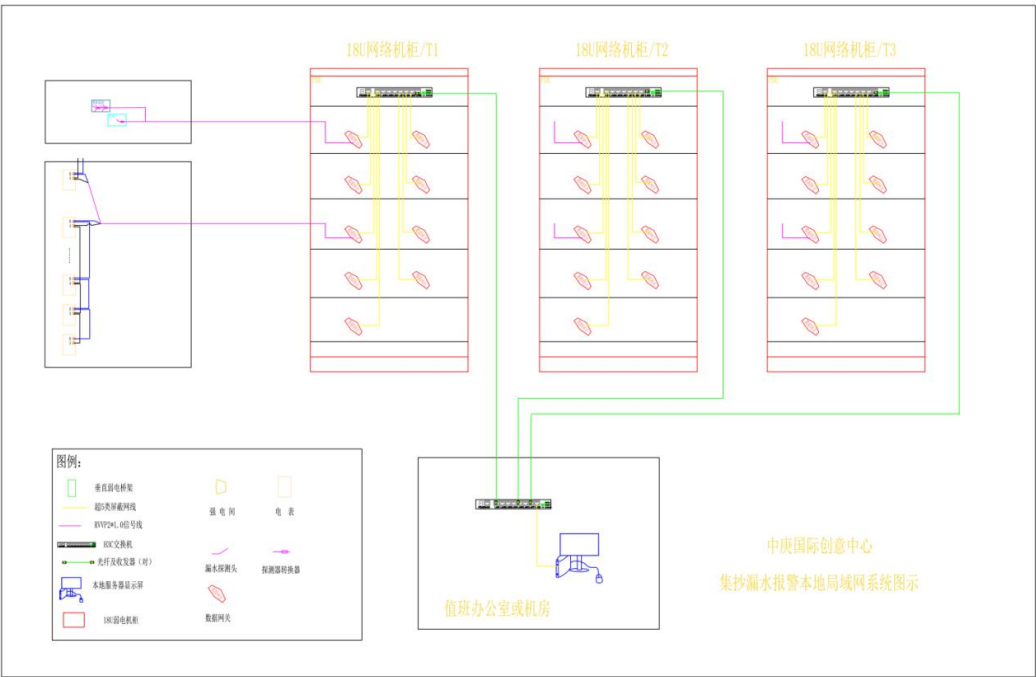 18U网络机柜/T1
18U网络机柜/T2
18U网络机柜/T3
图例:
垂直弱电桥架
超5类屏蔽网线
RVVP2*1.0信号线
H3C交换机
光纤及收发器（对）
本地服务器显示屏
18U弱电机柜
强电间
电表
漏水探测头
探测器转换器
数据网关
值班办公室或机房
中庚国际创意中心
集抄漏水报警本地局域网系统图示